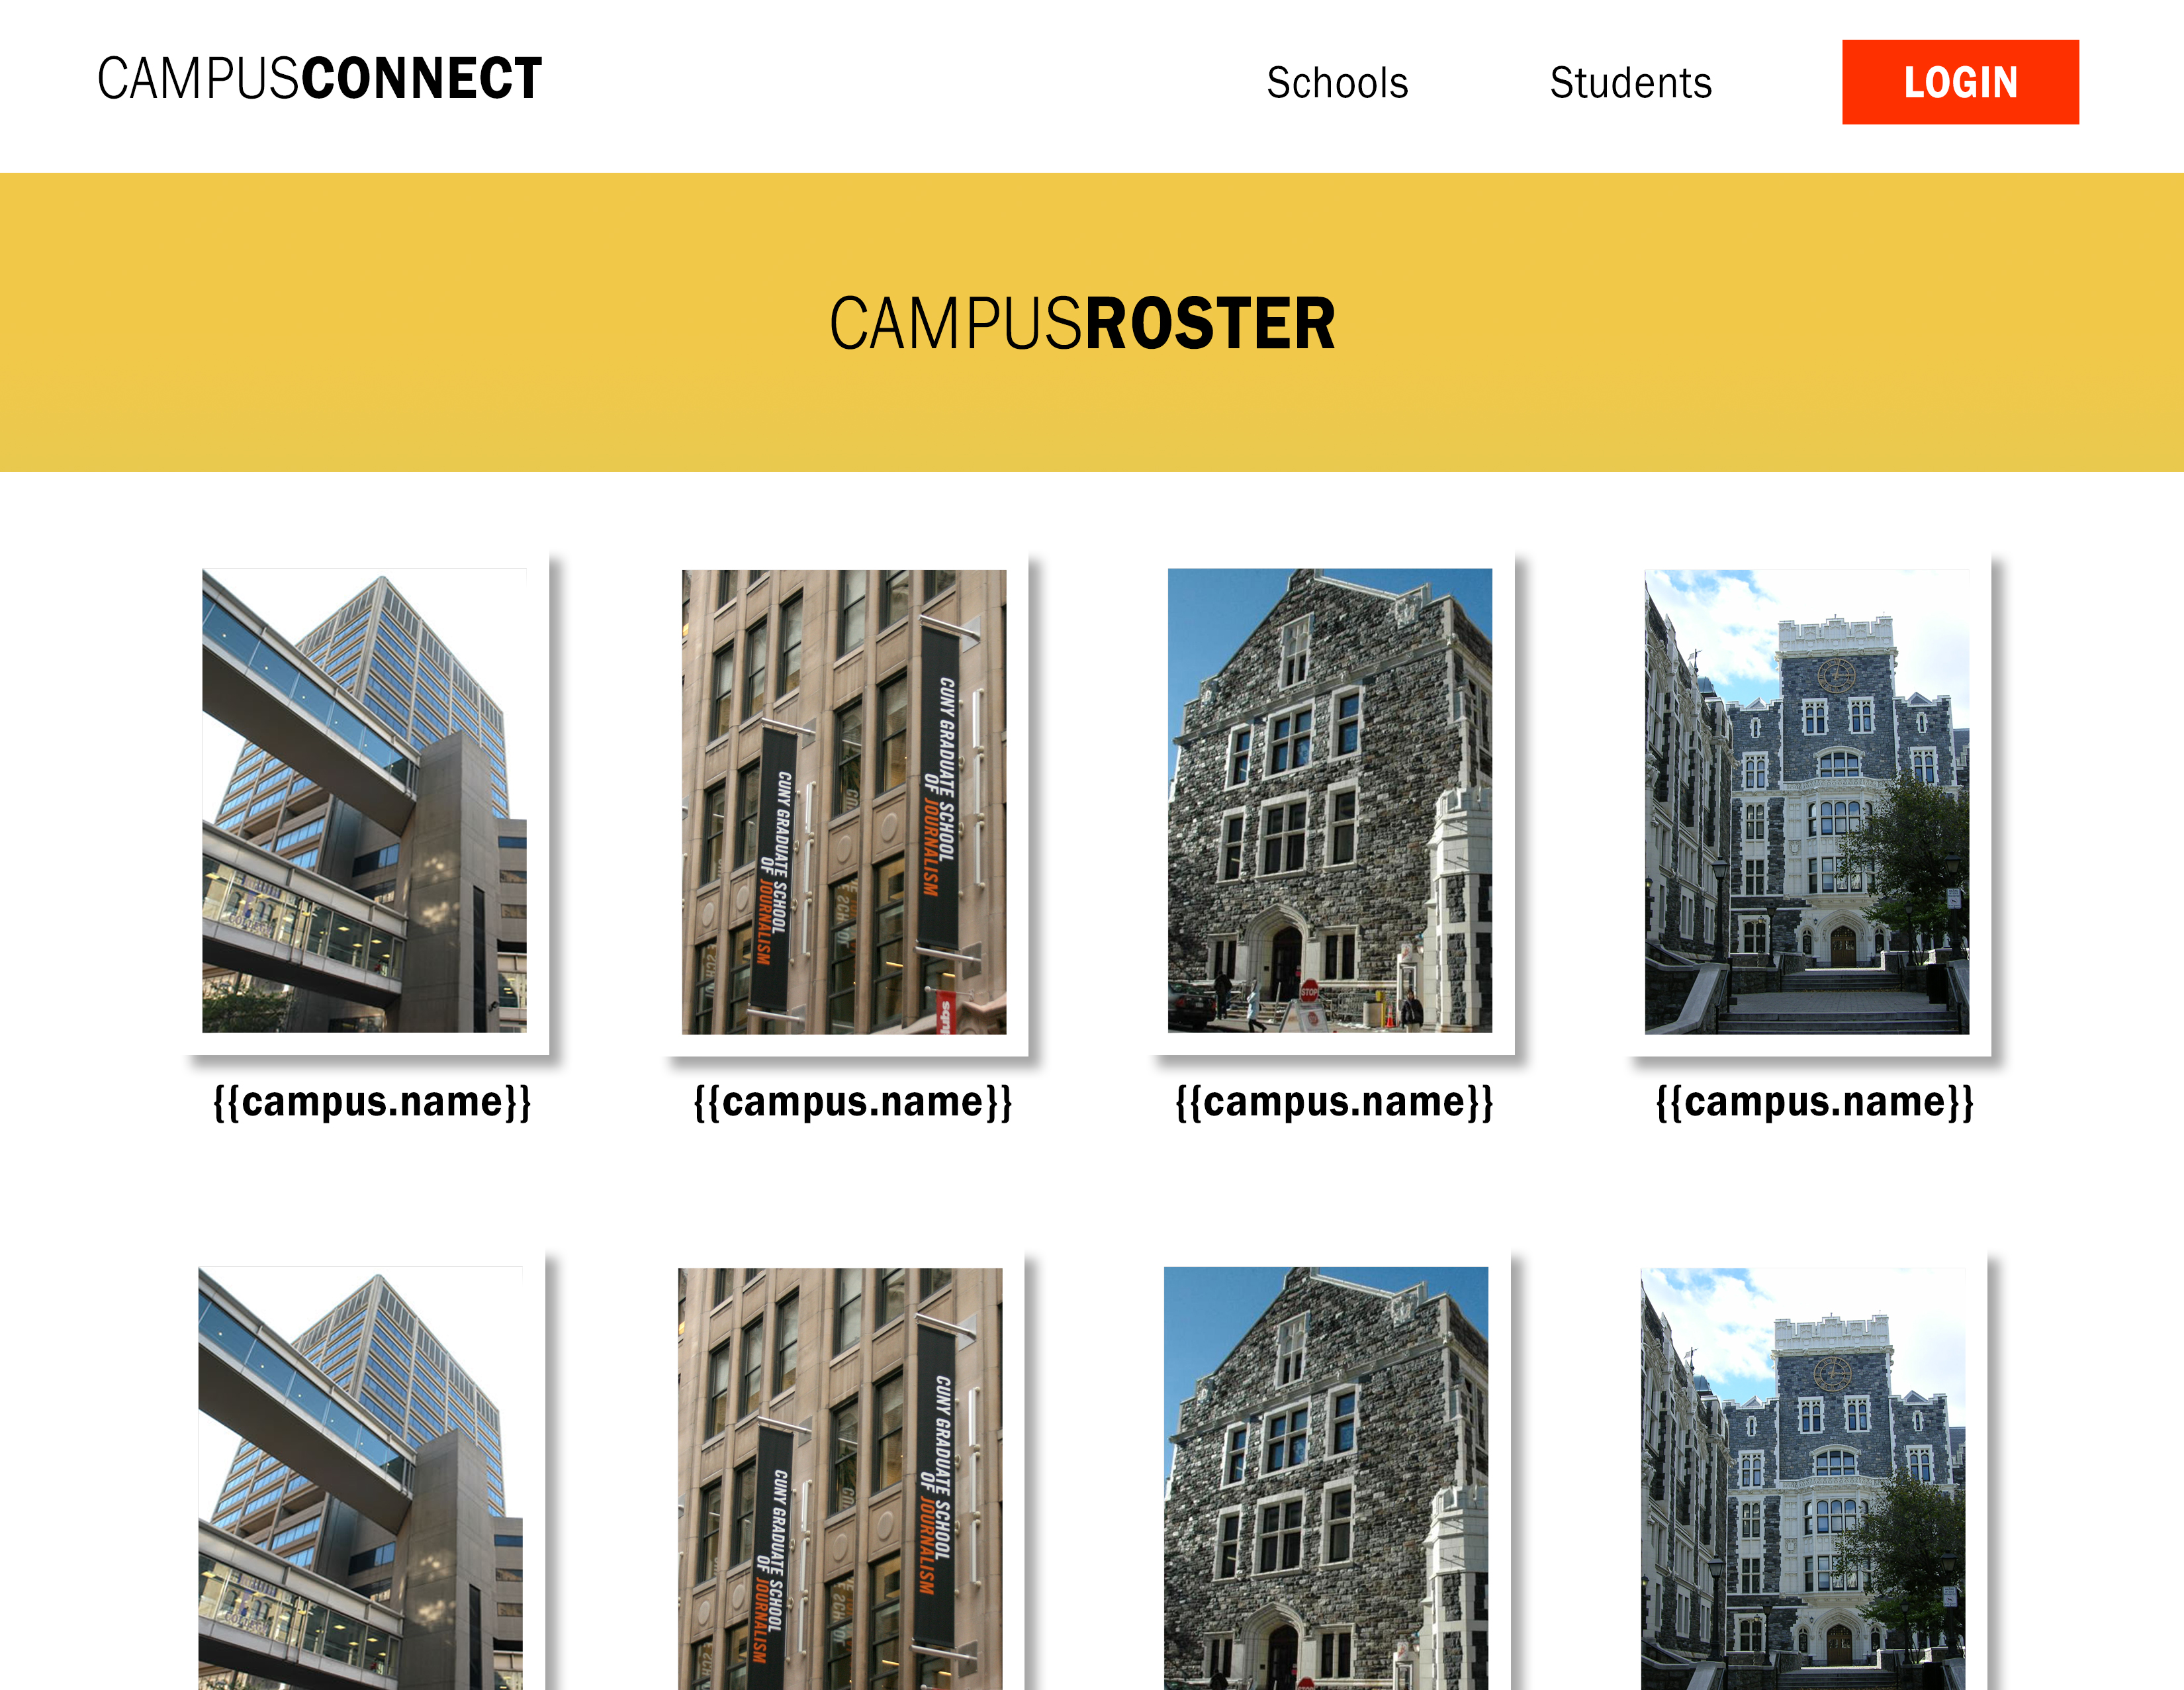 CAMPUSCONNECT
Schools
Students
LOGIN
CAMPUSROSTER
CUNY GRADUATE SCHOOL
OF JOURNALISM
CUNY GRADUATE SCHOOL
OF JOURNALISM
STOP
{{campus.name}}
{{campus.name}}
{{campus.name}}
{{campus.name}}
CUNY GRADUATE SCHOOL
OF JOURNALISM
CUNY GRADUATE SCHOOL
OF JOURNALISM